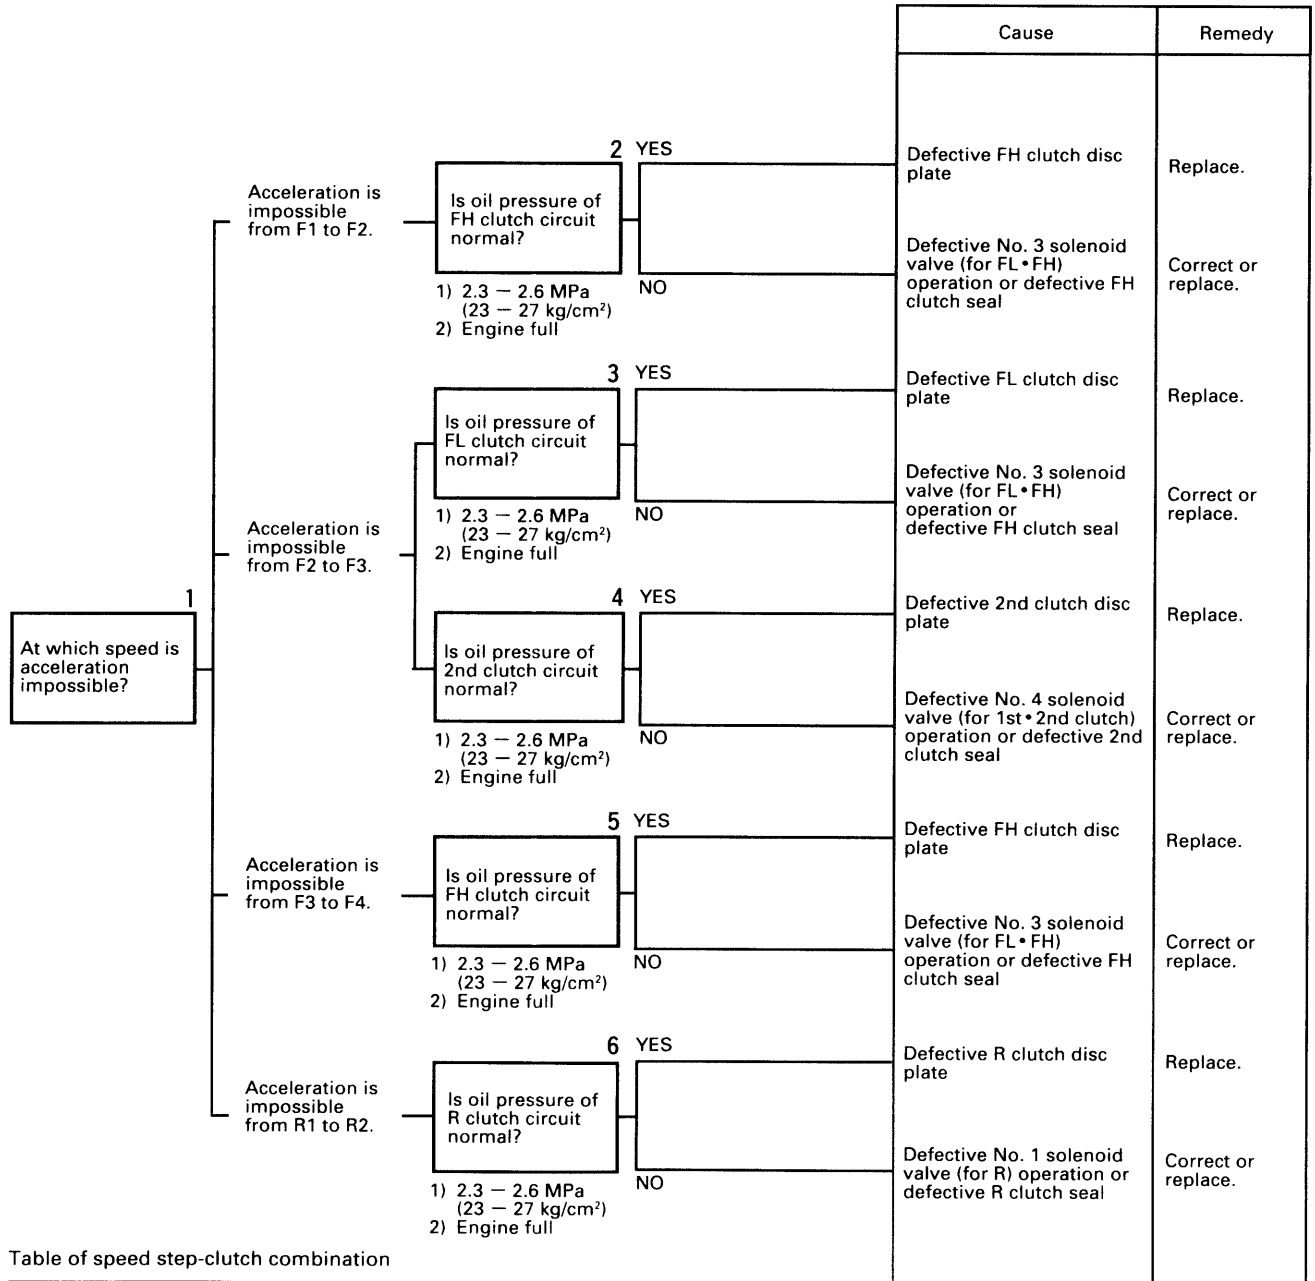 Cause
Remedy
2 YES
Acceleration is
impossible
from F1 to F2.
Is oil pressure of
FH clutch circuit
normal?
1) 2.3 — 2.6 MPa
(23 — 27 kg/cm²)
2) Engine full
NO
Defective FH clutch disc
plate
Replace.
Defective No. 3 solenoid
valve (for FL•FH)
operation or defective FH
clutch seal
Correct or
replace.
3 YES
Is oil pressure of
FL clutch circuit
normal?
1) 2.3 — 2.6 MPa
(23 — 27 kg/cm²)
2) Engine full
NO
Defective FL clutch disc
plate
Replace.
Defective No. 3 solenoid
valve (for FL•FH)
operation or
defective FH clutch seal
Correct or
replace.
Acceleration is
impossible
from F2 to F3.
1
At which speed is
acceleration
impossible?
4 YES
Is oil pressure of
2nd clutch circuit
normal?
1) 2.3 — 2.6 MPa
(23 — 27 kg/cm²)
2) Engine full
NO
Defective 2nd clutch disc
plate
Replace.
Defective No. 4 solenoid
valve (for 1st•2nd clutch)
operation or defective 2nd
clutch seal
Correct or
replace.
5 YES
Acceleration is
impossible
from F3 to F4.
Is oil pressure of
FH clutch circuit
normal?
1) 2.3 — 2.6 MPa
(23 — 27 kg/cm²)
2) Engine full
NO
Defective FH clutch disc
plate
Replace.
Defective No. 3 solenoid
valve (for FL•FH)
operation or defective FH
clutch seal
Correct or
replace.
6 YES
Acceleration is
impossible
from R1 to R2.
Is oil pressure of
R clutch circuit
normal?
1) 2.3 — 2.6 MPa
(23 — 27 kg/cm²)
2) Engine full
NO
Defective R clutch disc
plate
Replace.
Defective No. 1 solenoid
valve (for R) operation or
defective R clutch seal
Correct or
replace.
Table of speed step-clutch combination